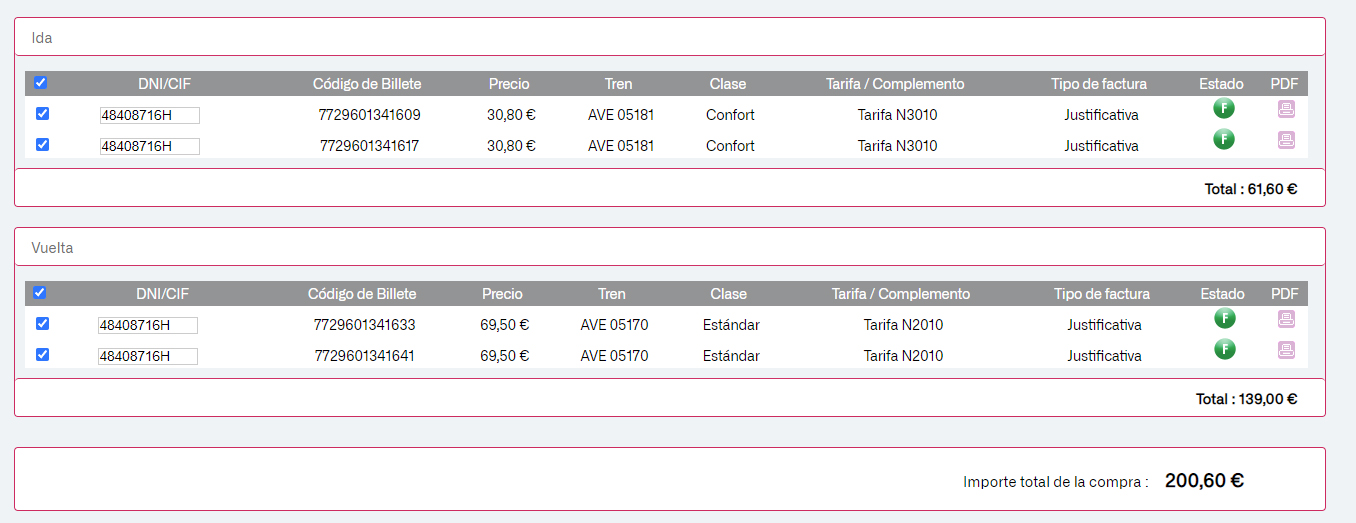 Ida
DNI/CIF Código de Billete Precio Tren Clase Tarifa / Complemento Tipo de factura Estado PDF
48408716H 7729601341609 30,80 € AVE 05181 Confort Tarifa N3010 Justificativa F
48408716H 7729601341617 30,80 € AVE 05181 Confort Tarifa N3010 Justificativa F
Total : 61,60 €
Vuelta
DNI/CIF Código de Billete Precio Tren Clase Tarifa / Complemento Tipo de factura Estado PDF
48408716H 7729601341633 69,50 € AVE 05170 Estándar Tarifa N2010 Justificativa F
48408716H 7729601341641 69,50 € AVE 05170 Estándar Tarifa N2010 Justificativa F
Total : 139,00 €
Importe total de la compra : 200,60 €